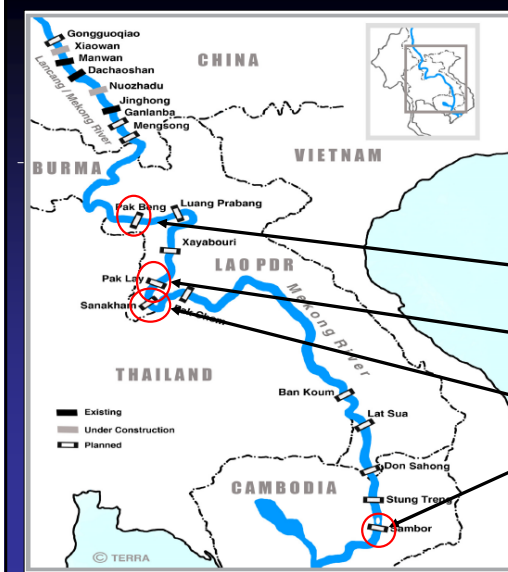 Gongguoqiao
Xiaowan
Manwan
Dachaoshan
Nuozhadu
Jinghong
Ganlanba
Mengsong
Lancang / Mekong River
CHINA
BURMA
VIETNAM
Pak Beng
Luang Prabang
Xayabouri
LAO PDR
Pak Lay
Sanakham
Mekong River
THAILAND
Ban Koum
Lat Sua
Existing
Under Construction
Planned
Don Sahong
CAMBODIA
Stung Treng
Sambor
© TERRA